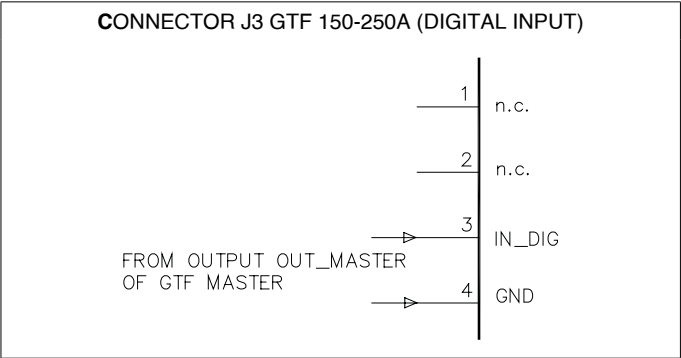 CONNECTOR J3 GTF 150-250A (DIGITAL INPUT)
1 n.c.
2 n.c.
3 IN_DIG
FROM OUTPUT OUT_MASTER
OF GTF MASTER
4 GND